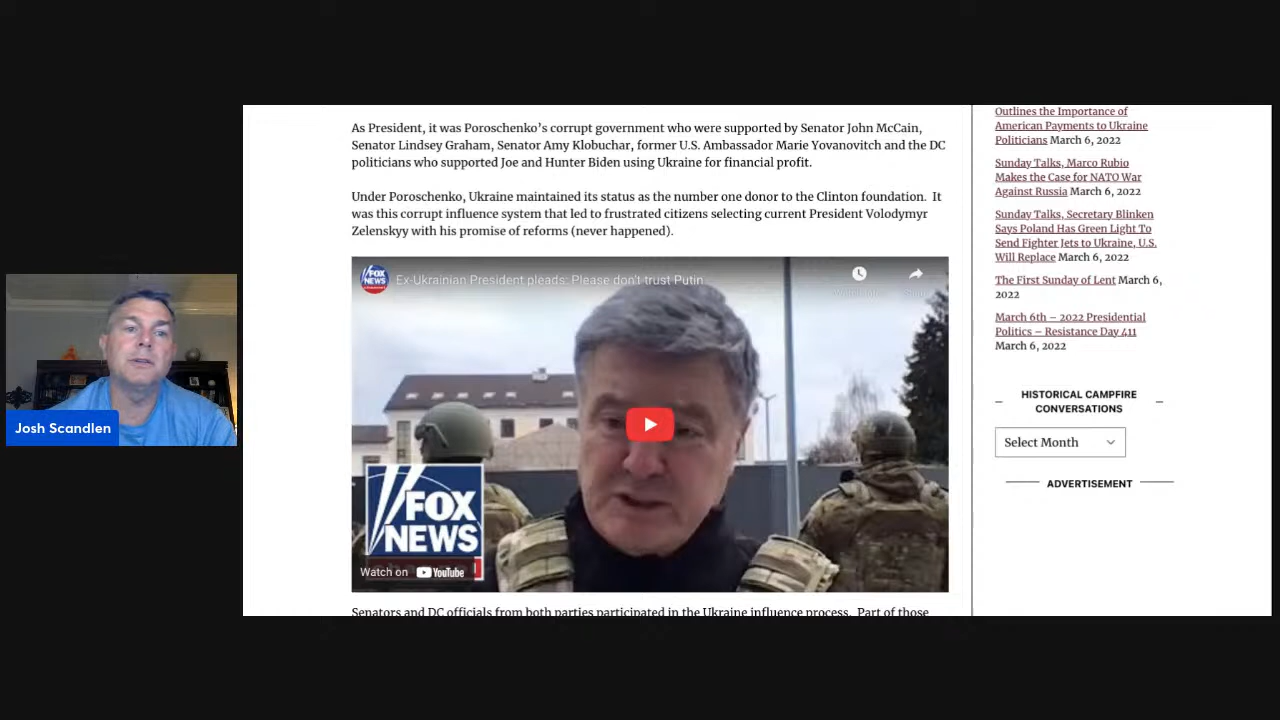 As President, it was Poroschenko's corrupt government who were supported by Senator John McCain,
Senator Lindsey Graham, Senator Amy Klobuchar, former U.S. Ambassador Marie Yovanovitch and the DC
politicians who supported Joe and Hunter Biden using Ukraine for financial profit.
Under Poroschenko, Ukraine maintained its status as the number one donor to the Clinton foundation. It
was this corrupt influence system that led to frustrated citizens selecting current President Volodymyr
Zelenskyy with his promise of reforms (never happened).
FOX
NEWS
Ex-Ukrainian President pleads: Please don't trust Putin
FOX
NEWS
Watch on YouTube
Senators and DC officials from both parties participated in the Ukraine influence process. Part of those
Josh Scandlen
Outlines the Importance of
American Payments to Ukraine
Politicians March 6, 2022
Sunday Talks, Marco Rubio
Makes the Case for NATO War
Against Russia March 6, 2022
Sunday Talks, Secretary Blinken
Says Poland Has Green Light To
Send Fighter Jets to Ukraine, U.S.
Will Replace March 6, 2022
The First Sunday of Lent March 6,
2022
March 6th – 2022 Presidential
Politics – Resistance Day 411
March 6, 2022
HISTORICAL CAMPFIRE
CONVERSATIONS
Select Month
ADVERTISEMENT